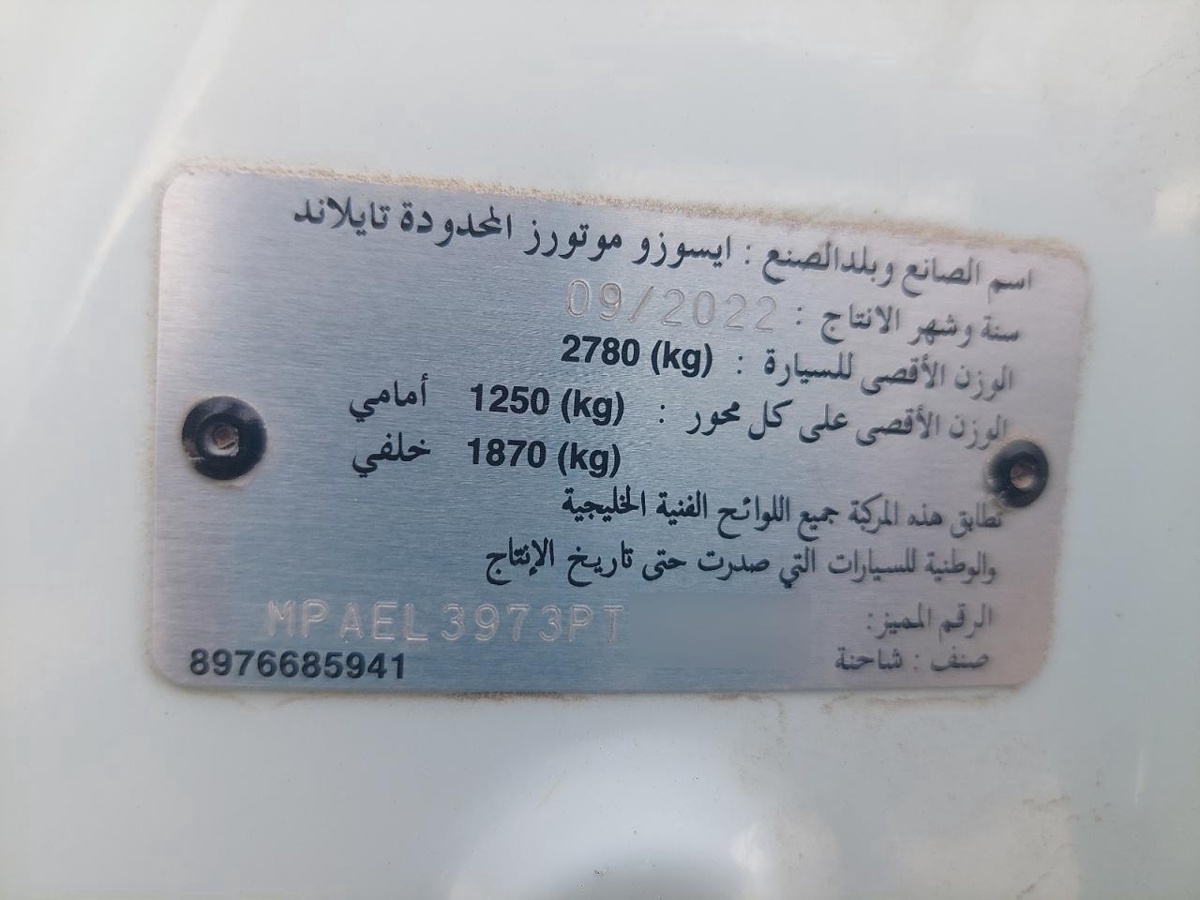 اسم الصانع وبلدالصنع : ايسوزو موتورز المحدودة تايلاند
سنة وشهر الانتاج : 09/2022
الوزن الأقصى للسيارة : 2780 (kg)
الوزن الأقصى على كل محور : 1250 (kg) أمامي
1870 (kg) خلفي
تطابق هذه المركبة جميع اللوائح الفنية الخليجية
والوطنية للسيارات التي صدرت حتى تاريخ الإنتاج
الرقم المميز: MPAEL3973PT
صنف : شاحنة
8976685941